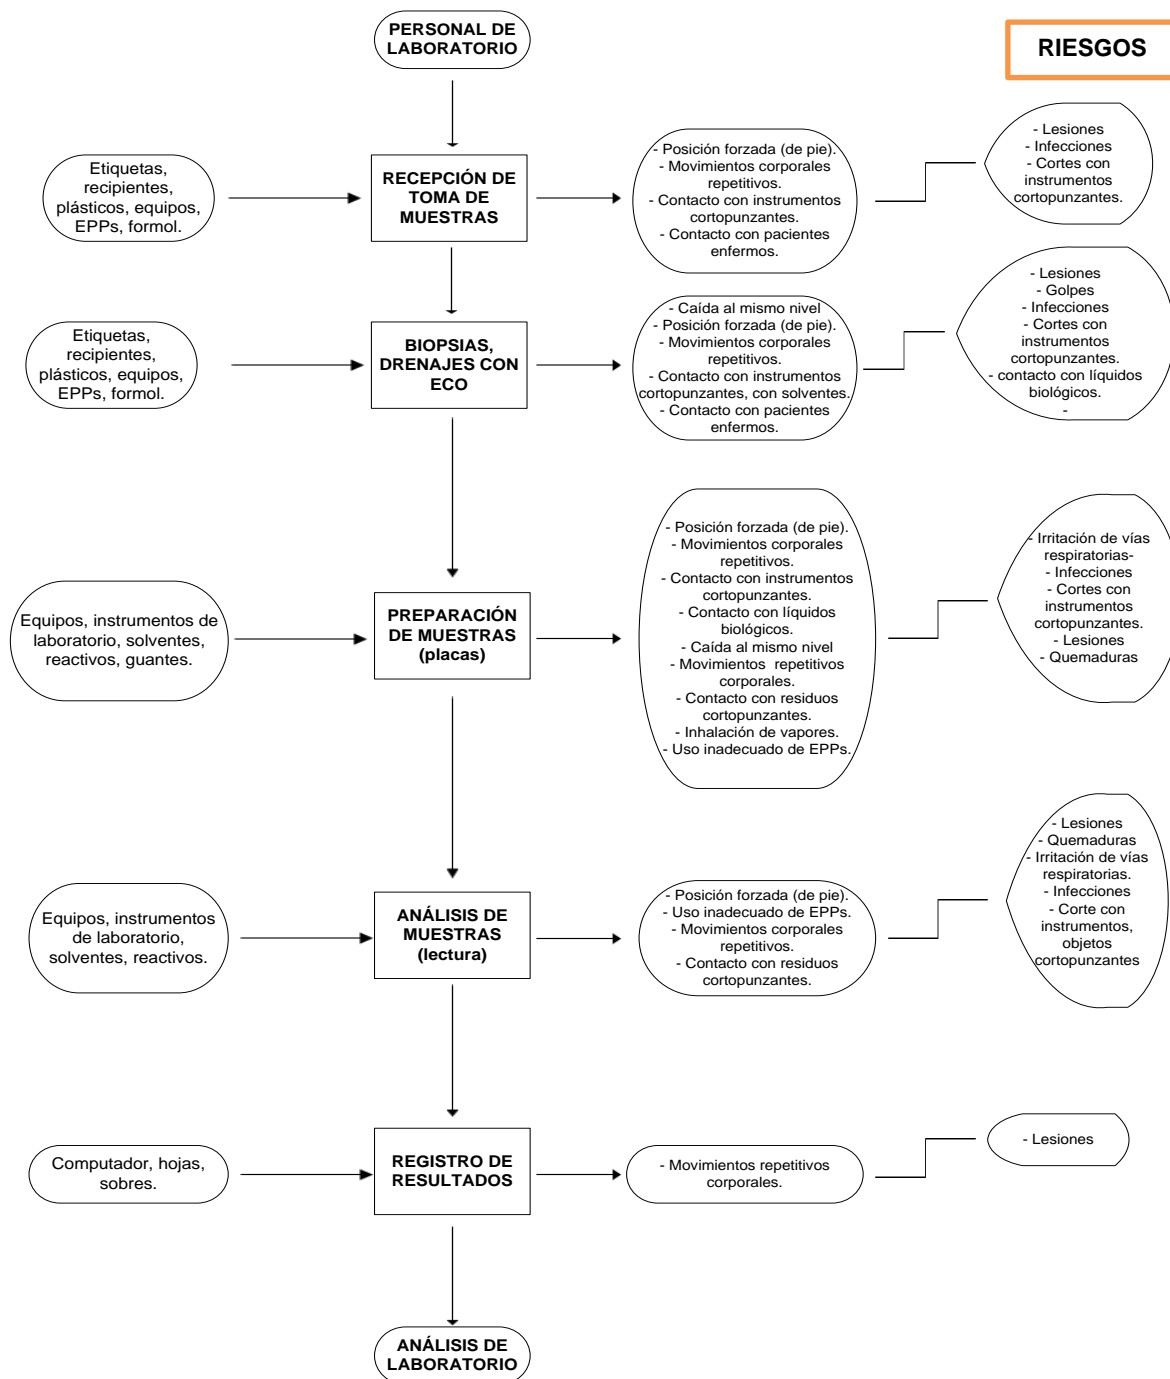 PERSONAL DE
LABORATORIO
RIESGOS
Etiquetas,
recipientes,
plásticos, equipos,
EPPs, formol.
RECEPCIÓN DE
TOMA DE
MUESTRAS
- Posición forzada (de pie).
- Movimientos corporales
repetitivos.
- Contacto con instrumentos
cortopunzantes.
- Contacto con pacientes
enfermos.
- Lesiones
- Infecciones
- Cortes con
instrumentos
cortopunzantes.
Etiquetas,
recipientes,
plásticos, equipos,
EPPs, formol.
BIOPSIAS,
DRENAJES CON
ECO
- Caída al mismo nivel
- Posición forzada (de pie).
- Movimientos corporales
repetitivos.
- Contacto con instrumentos
cortopunzantes, con solventes.
- Contacto con pacientes
enfermos.
- Lesiones
- Golpes
- Infecciones
- Cortes con
instrumentos
cortopunzantes.
- contacto con líquidos
biológicos.
-
Equipos, instrumentos de
laboratorio, solventes,
reactivos, guantes.
PREPARACIÓN
DE MUESTRAS
(placas)
- Posición forzada (de pie).
- Movimientos corporales
repetitivos.
- Contacto con instrumentos
cortopunzantes.
- Contacto con líquidos
biológicos.
- Caída al mismo nivel
- Movimientos  repetitivos
corporales.
- Contacto con residuos
cortopunzantes.
- Inhalación de vapores.
- Uso inadecuado de EPPs.
- Irritación de vías
respiratorias-
- Infecciones
- Cortes con
instrumentos
cortopunzantes.
- Lesiones
- Quemaduras
Equipos, instrumentos
de laboratorio,
solventes, reactivos.
ANÁLISIS DE
MUESTRAS
(lectura)
- Posición forzada (de pie).
- Uso inadecuado de EPPs.
- Movimientos corporales
repetitivos.
- Contacto con residuos
cortopunzantes.
- Lesiones
- Quemaduras
- Irritación de vías
respiratorias.
- Infecciones
- Corte con
instrumentos,
objetos
cortopunzantes
Computador, hojas,
sobres.
REGISTRO DE
RESULTADOS
- Movimientos repetitivos
corporales.
- Lesiones
ANÁLISIS DE
LABORATORIO